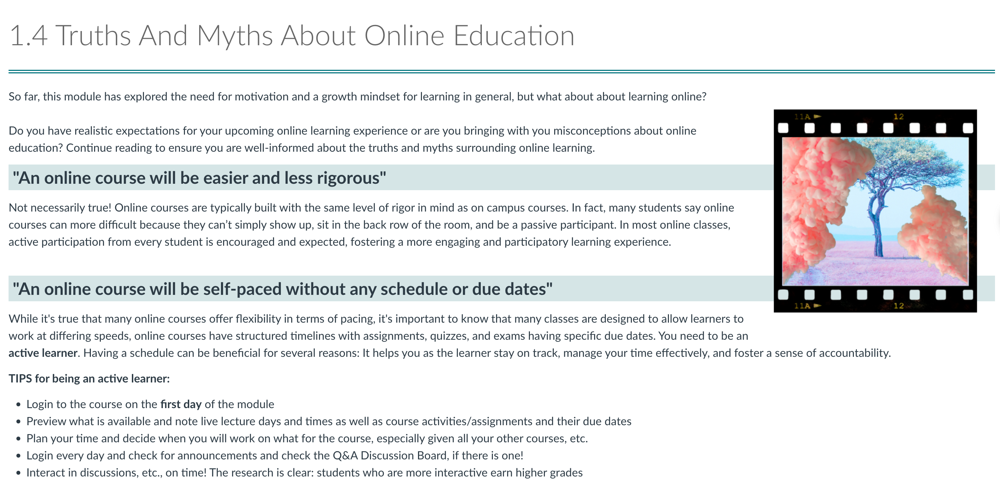 1.4 Truths And Myths About Online Education
So far, this module has explored the need for motivation and a growth mindset for learning in general, but what about about learning online?
Do you have realistic expectations for your upcoming online learning experience or are you bringing with you misconceptions about online
education? Continue reading to ensure you are well-informed about the truths and myths surrounding online learning.
11A 12
"An online course will be easier and less rigorous"
Not necessarily true! Online courses are typically built with the same level of rigor in mind as on campus courses. In fact, many students say online
courses can more difficult because they can’t simply show up, sit in the back row of the room, and be a passive participant. In most online classes,
active participation from every student is encouraged and expected, fostering a more engaging and participatory learning experience.
"An online course will be self-paced without any schedule or due dates"
11A 12
While it's true that many online courses offer flexibility in terms of pacing, it's important to know that many classes are designed to allow learners to
work at differing speeds, online courses have structured timelines with assignments, quizzes, and exams having specific due dates. You need to be an
active learner. Having a schedule can be beneficial for several reasons: It helps you as the learner stay on track, manage your time effectively, and foster a sense of accountability.
TIPS for being an active learner:
• Login to the course on the first day of the module
• Preview what is available and note live lecture days and times as well as course activities/assignments and their due dates
• Plan your time and decide when you will work on what for the course, especially given all your other courses, etc.
• Login every day and check for announcements and check the Q&A Discussion Board, if there is one!
• Interact in discussions, etc., on time! The research is clear: students who are more interactive earn higher grades